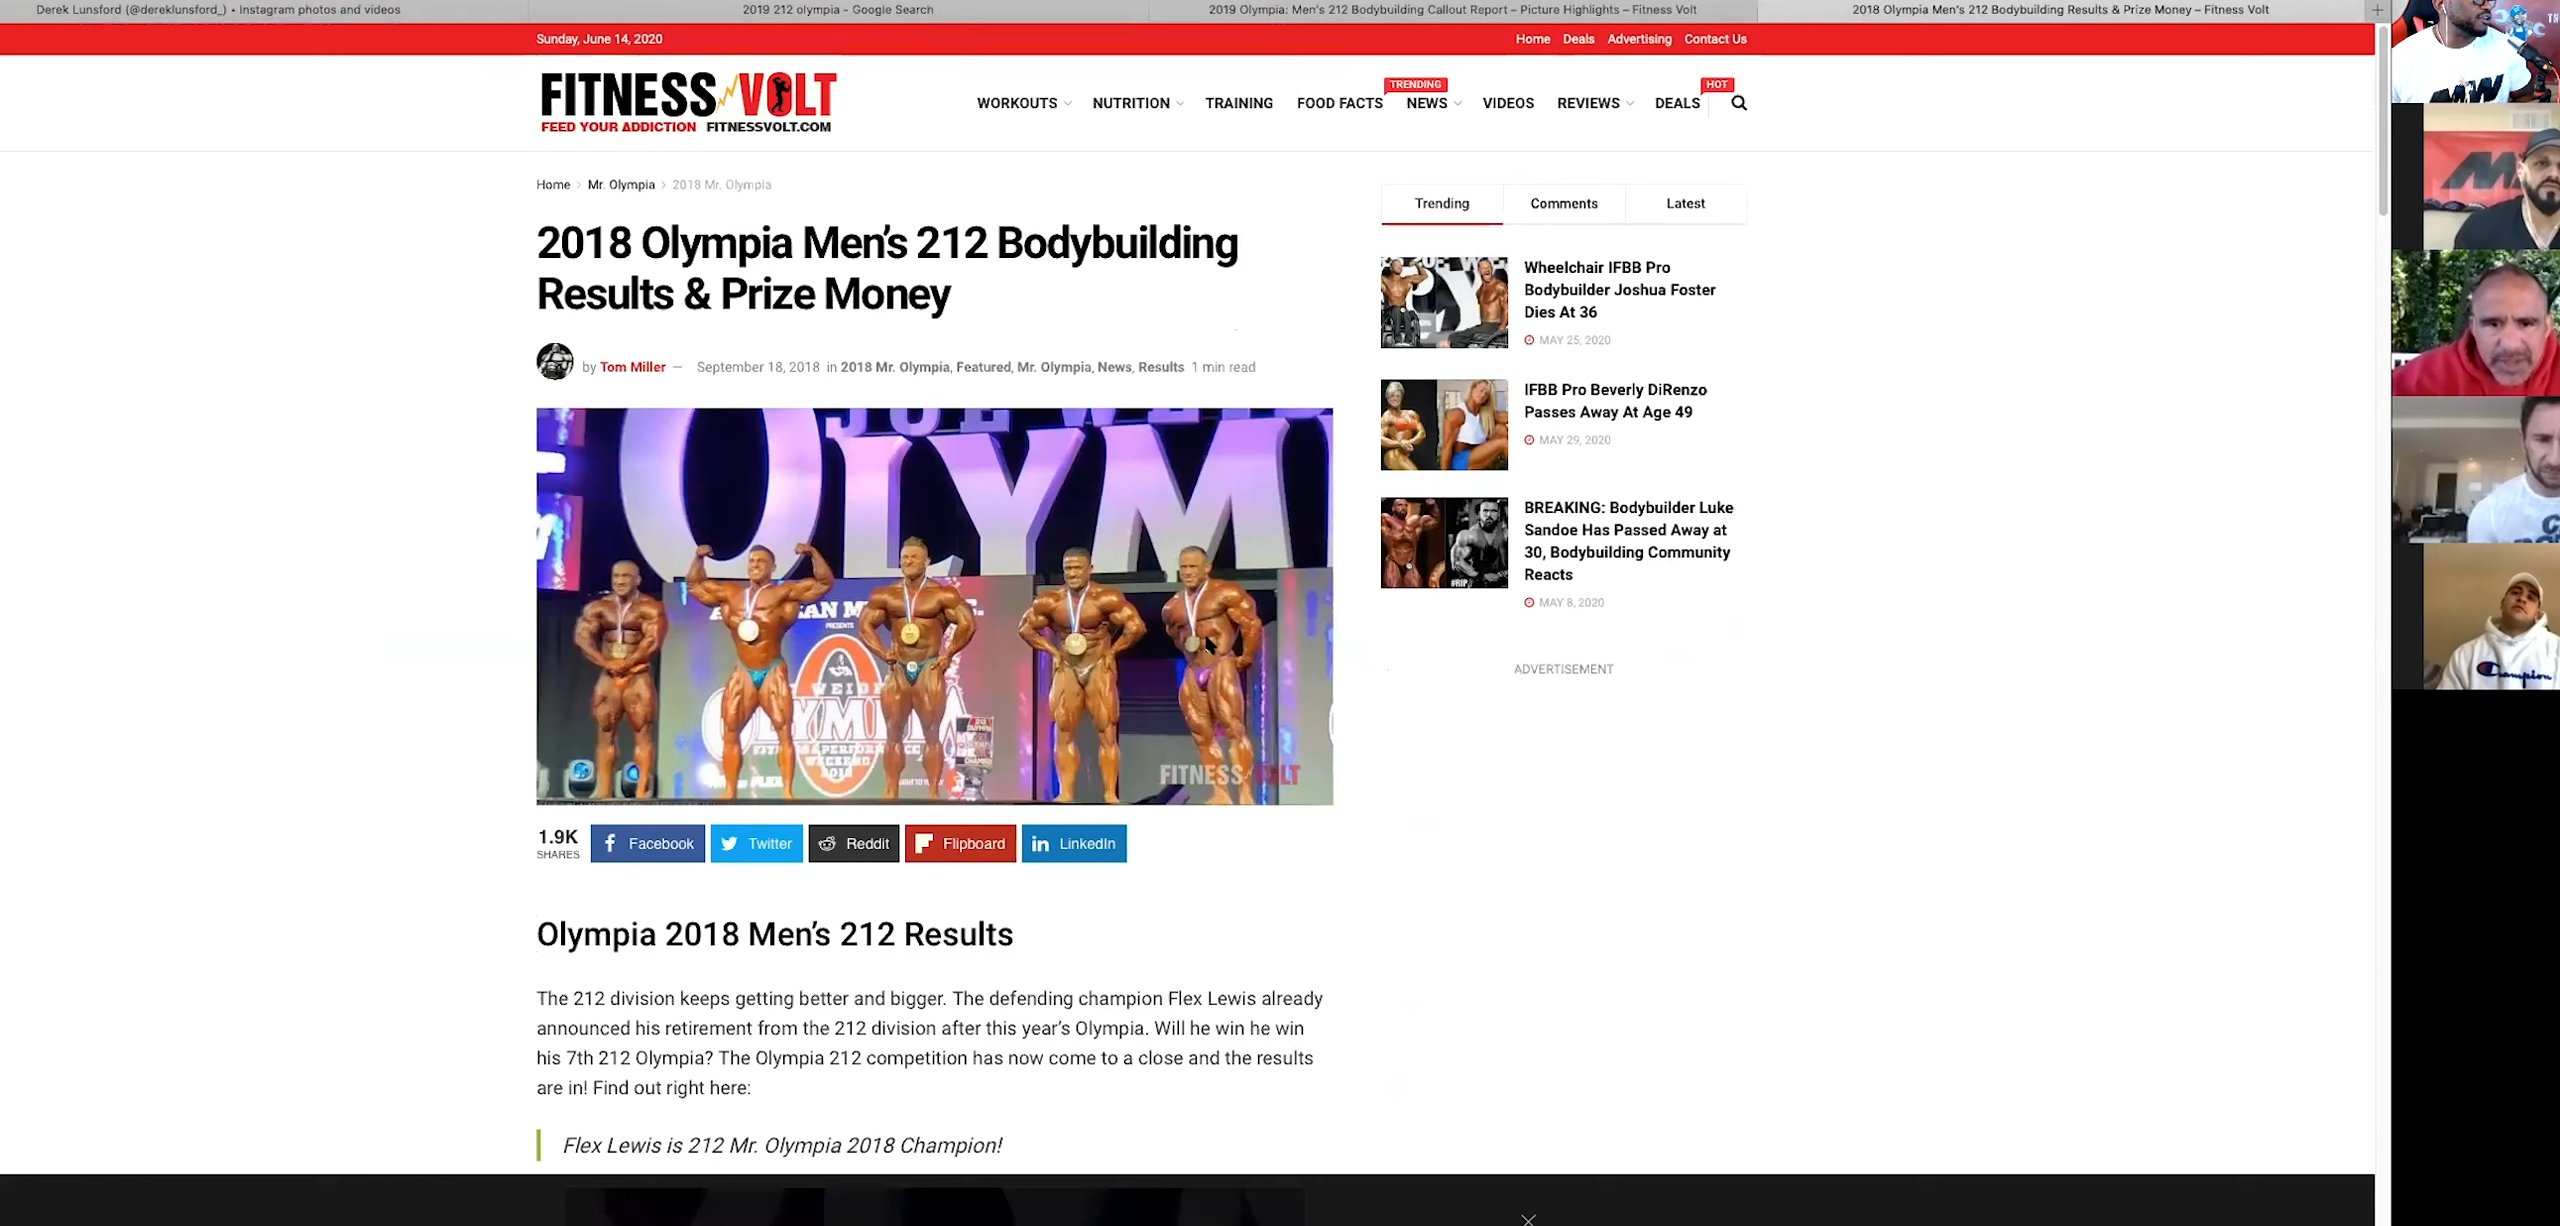 Derek Lunsford (@dereklunsford_) • Instagram photos and videos
2019 212 olympia - Google Search
2019 Olympia: Men's 212 Bodybuilding Callout Report – Picture Highlights – Fitness Volt
2018 Olympia Men's 212 Bodybuilding Results & Prize Money – Fitness Volt
Sunday, June 14, 2020
Home Deals Advertising Contact Us
FITNESS VOLT
FEED YOUR ADDICTION FITNESSVOLT.COM
TRENDING
HOT
WORKOUTS NUTRITION TRAINING FOOD FACTS NEWS VIDEOS REVIEWS DEALS
Home > Mr. Olympia > 2018 Mr. Olympia
2018 Olympia Men's 212 Bodybuilding
Results & Prize Money
by Tom Miller — September 18, 2018 in 2018 Mr. Olympia, Featured, Mr. Olympia, News, Results 1 min read
JOE WEID
OLYM
PRESENTS
WEIDE
OLYMPIA
WEEKEND
FITNESS VOLT
1.9K
SHARES
Facebook Twitter Reddit Flipboard LinkedIn
Olympia 2018 Men's 212 Results
The 212 division keeps getting better and bigger. The defending champion Flex Lewis already
announced his retirement from the 212 division after this year's Olympia. Will he win he win
his 7th 212 Olympia? The Olympia 212 competition has now come to a close and the results
are in! Find out right here:
Flex Lewis is 212 Mr. Olympia 2018 Champion!
Trending Comments Latest
Wheelchair IFBB Pro
Bodybuilder Joshua Foster
Dies At 36
MAY 25, 2020
IFBB Pro Beverly DiRenzo
Passes Away At Age 49
MAY 29, 2020
BREAKING: Bodybuilder Luke
Sandoe Has Passed Away at
30, Bodybuilding Community
Reacts
MAY 8, 2020
#RIP
ADVERTISEMENT
Champion